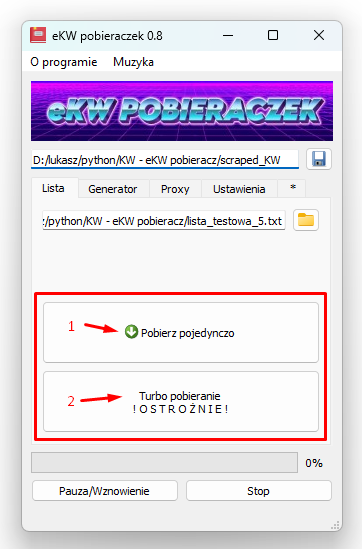 eKW pobieraczek 0.8
O programie Muzyka
eKW POBIERACZEK
D:/lukasz/python/KW - eKW pobieracz/scraped_KW
Lista Generator Proxy Ustawienia *
:/python/KW - eKW pobieracz/lista_testowa_5.txt
1 Pobierz pojedynczo
2 Turbo pobieranie
! O S T R O Ż N I E !
0%
Pauza/Wznowienie Stop